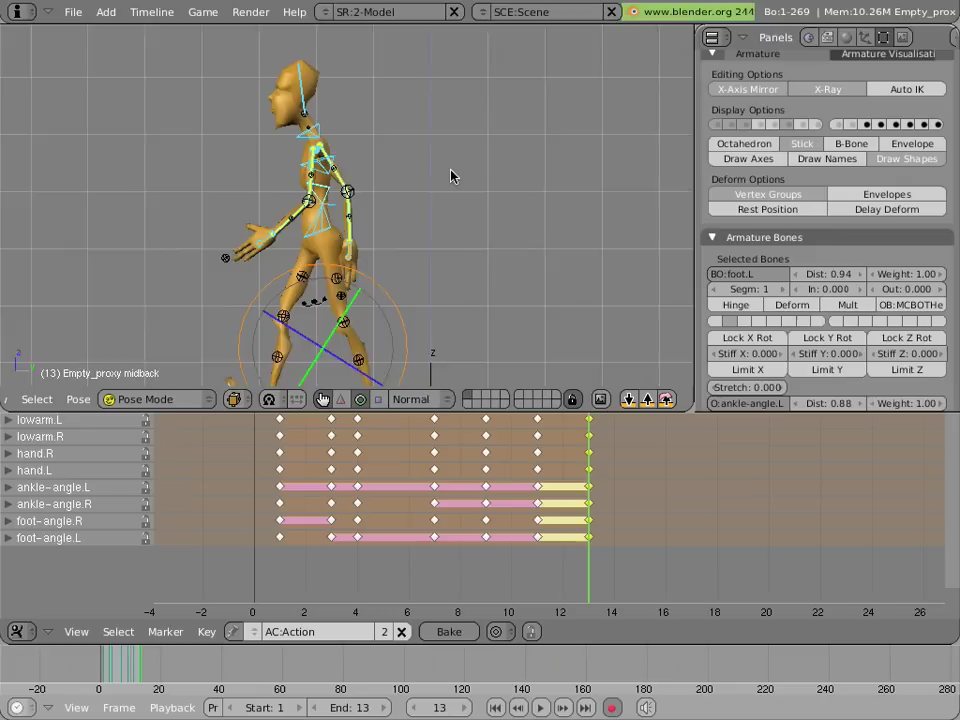 File Add Timeline Game Render Help SR:2-Model SCE:Scene www.blender.org 244 Bo:1-269 | Mem:10.26M Empty_prox
Panels
Armature Armature Visualisati
Editing Options
X-Axis Mirror X-Ray Auto IK
Display Options
Octahedron Stick B-Bone Envelope
Draw Axes Draw Names Draw Shapes
Deform Options
Vertex Groups Envelopes
Rest Position Delay Deform
Armature Bones
Selected Bones
BO:foot.L Dist: 0.94 Weight: 1.00
Segm: 1 In: 0.000 Out: 0.000
Hinge Deform Mult OB:MCBOTHe
Lock X Rot Lock Y Rot Lock Z Rot
Stiff X: 0.000 Stiff Y: 0.000 Stiff Z: 0.000
Limit X Limit Y Limit Z
Stretch: 0.000
O:ankle-angle.L Dist: 0.88 Weight: 1.00
z
z
y
(13) Empty_proxy midback
Select Pose Pose Mode Normal
lowarm.L
lowarm.R
hand.R
hand.L
ankle-angle.L
ankle-angle.R
foot-angle.R
foot-angle.L
-4 -2 0 2 4 6 8 10 12 14 16 18 20 22 24 26
View Select Marker Key AC:Action 2 Bake
-20 0 20 40 60 80 100 120 140 160 180 200 220 240 260 280
View Frame Playback Pr Start: 1 End: 13 13